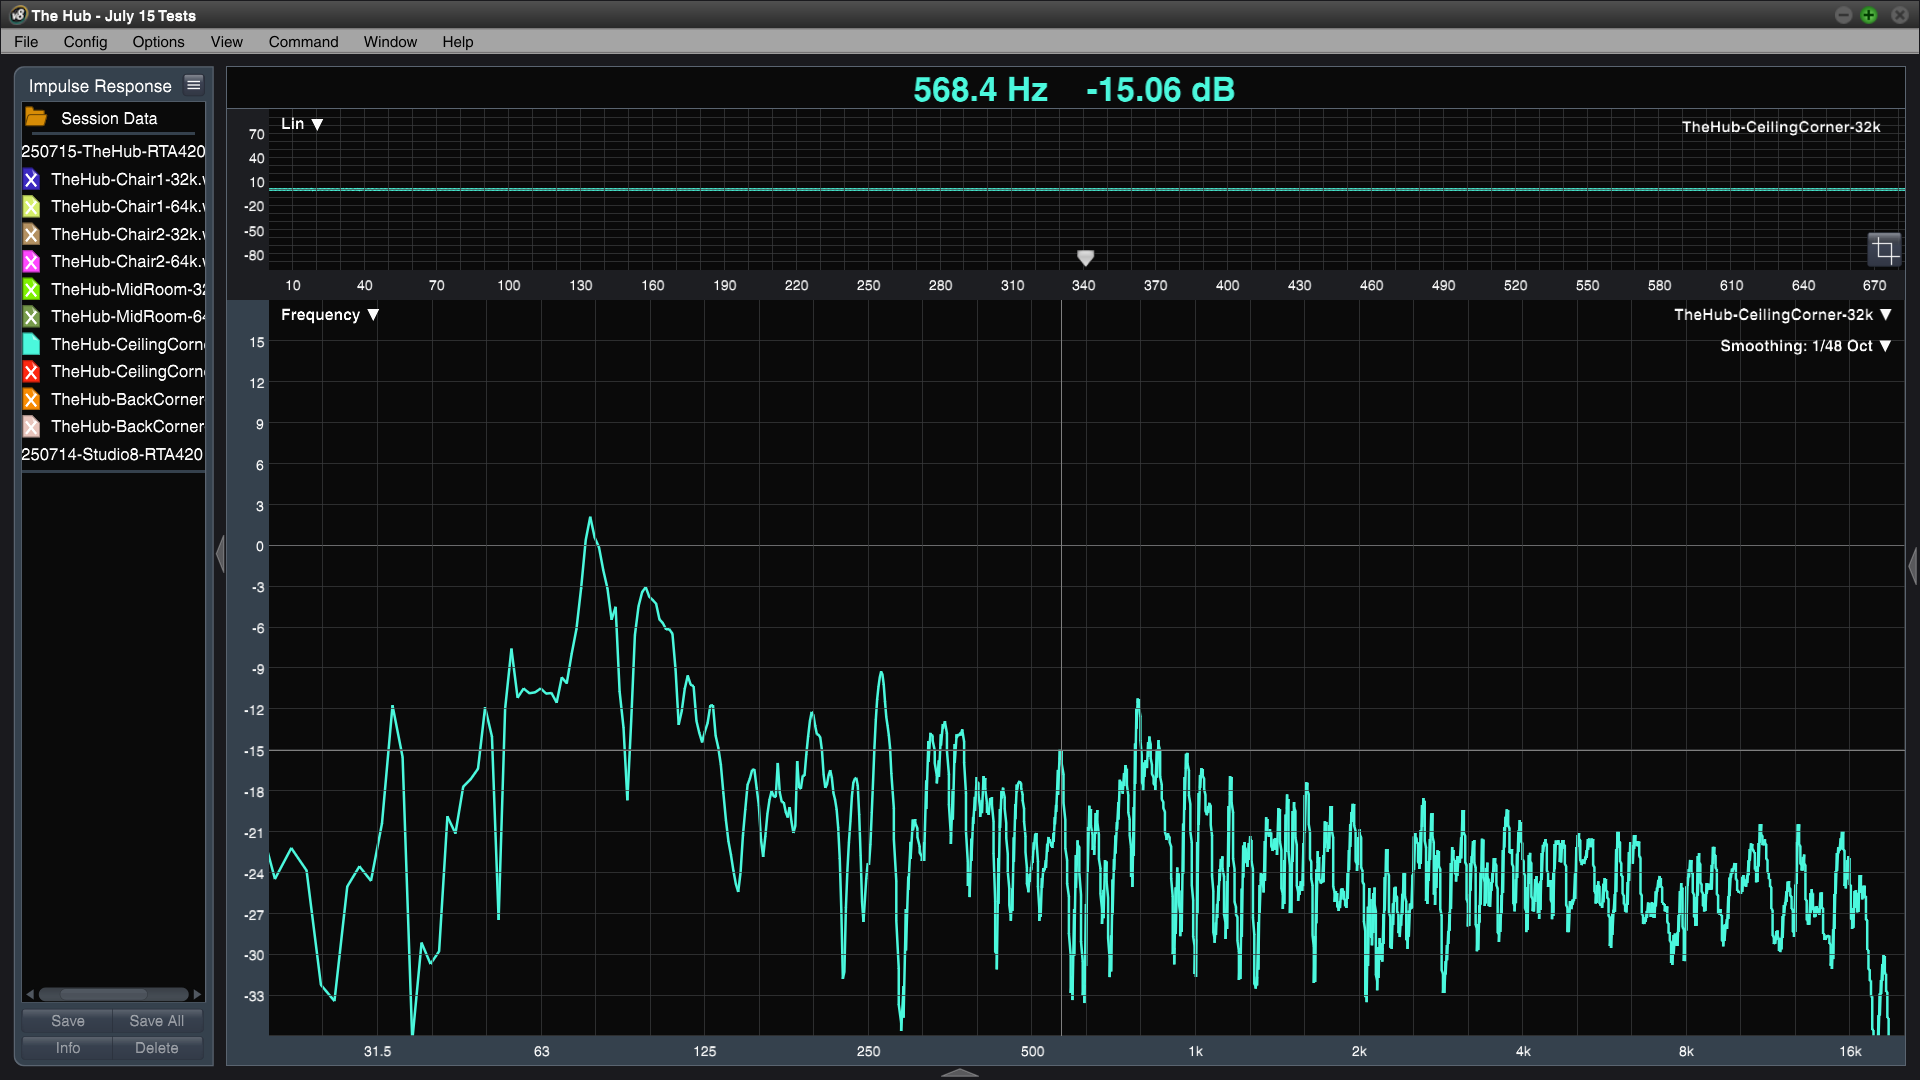 v8 The Hub - July 15 Tests
File Config Options View Command Window Help
Impulse Response
Session Data
250715-TheHub-RTA420
TheHub-Chair1-32k.w
TheHub-Chair1-64k.w
TheHub-Chair2-32k.w
TheHub-Chair2-64k.w
TheHub-MidRoom-32
TheHub-MidRoom-64
TheHub-CeilingCorn
TheHub-CeilingCorn
TheHub-BackCorner
TheHub-BackCorner
250714-Studio8-RTA420
Save Save All
Info Delete
568.4 Hz -15.06 dB
Lin ▼
TheHub-CeilingCorner-32k
70
40
10
-20
-50
-80
10 40 70 100 130 160 190 220 250 280 310 340 370 400 430 460 490 520 550 580 610 640 670
Frequency ▼
TheHub-CeilingCorner-32k ▼
Smoothing: 1/48 Oct ▼
15
12
9
6
3
0
-3
-6
-9
-12
-15
-18
-21
-24
-27
-30
-33
31.5 63 125 250 500 1k 2k 4k 8k 16k